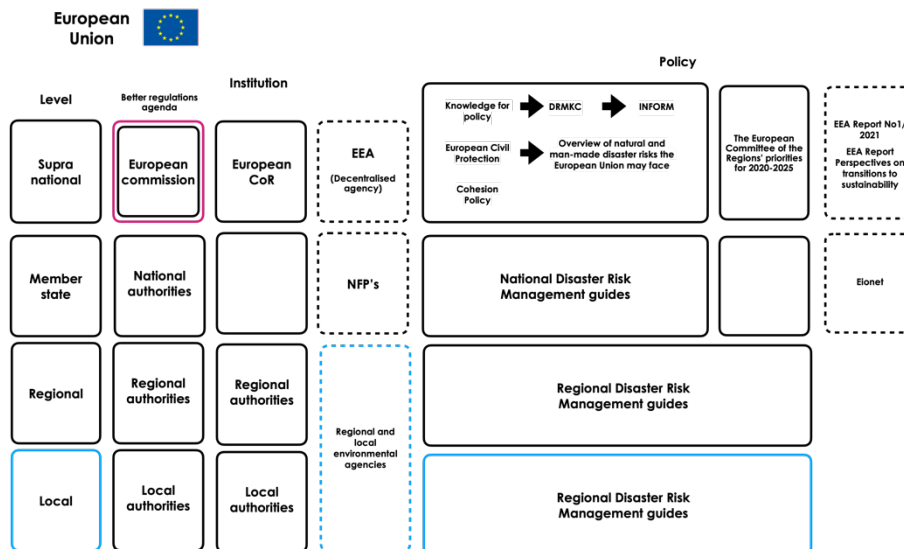 European
Union
Policy
Institution
Level
Better regulations
agenda
Supra
national
European
commission
European
CoR
EEA
(Decentralised
agency)
Knowledge for
policy
DRMKC
INFORM
European Civil
Protection
Overview of natural and
man-made disaster risks the
European Union may face
Cohesion
Policy
The European
Committee of the
Regions' priorities
for 2020-2025
EEA Report No1/
2021
EEA Report
Perspectives on
transitions to
sustainability
Member
state
National
authorities
NFP's
National Disaster Risk
Management guides
Eionet
Regional
Regional
authorities
Regional
authorities
Regional and
local
environmental
agencies
Regional Disaster Risk
Management guides
Local
Local
authorities
Local
authorities
Regional Disaster Risk
Management guides